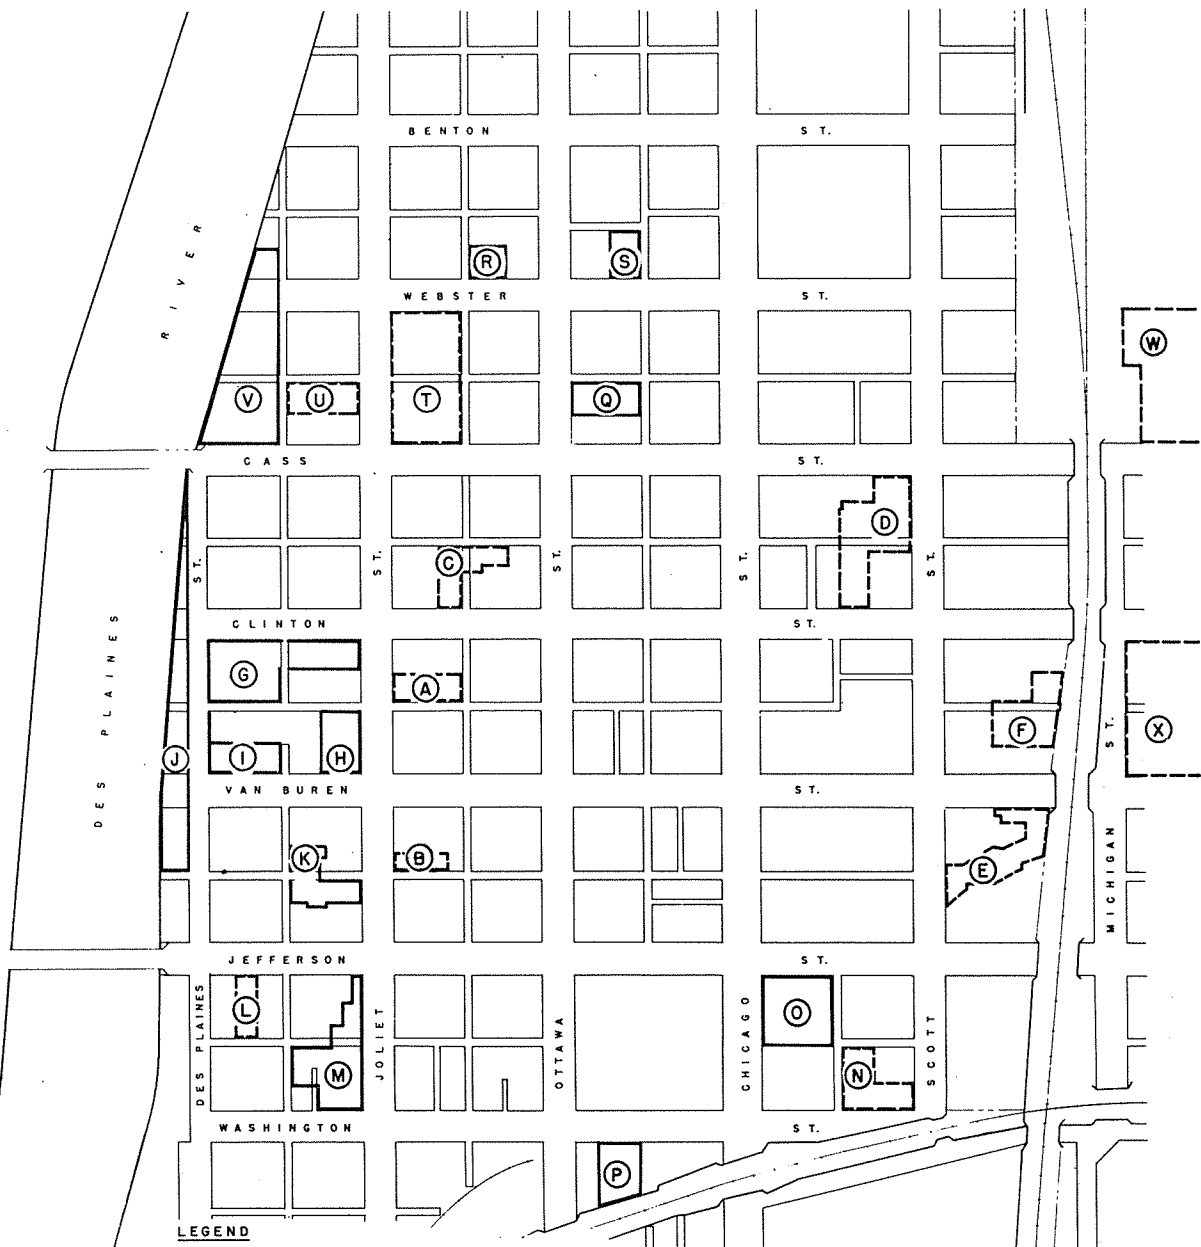 BENTON ST.
RIVER
R S
WEBSTER ST.
W
V U T Q
CASS ST.
D
C
ST. ST. ST. ST. ST.
CLINTON ST.
DES PLAINES
G A
F X
ST.
J I H
VAN BUREN ST.
K B E
MICHIGAN
JEFFERSON ST.
L O
DES PLAINES JOLIET OTTAWA CHICAGO SCOTT
M N
WASHINGTON ST.
P
LEGEND